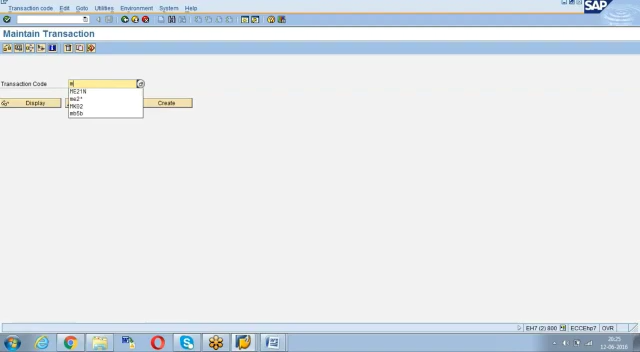 Transaction code Edit Goto Utilities Environment System Help
SAP
Maintain Transaction
Transaction Code
m
ME21N
me2*
MK02
mb5b
Display
Create
EH7 (2) 800
ECCEhp7
OVR
20:25
12-06-2016